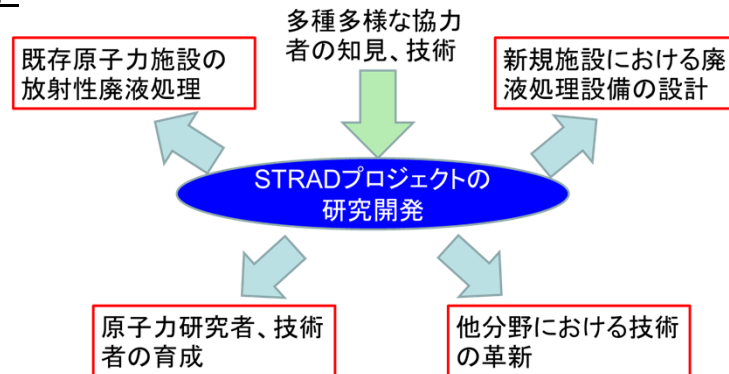 多種多様な協力
者の知見、技術
既存原子力施設の
放射性廃液処理
新規施設における廃
液処理設備の設計
STRADプロジェクトの
研究開発
原子力研究者、技術
者の育成
他分野における技術
の革新